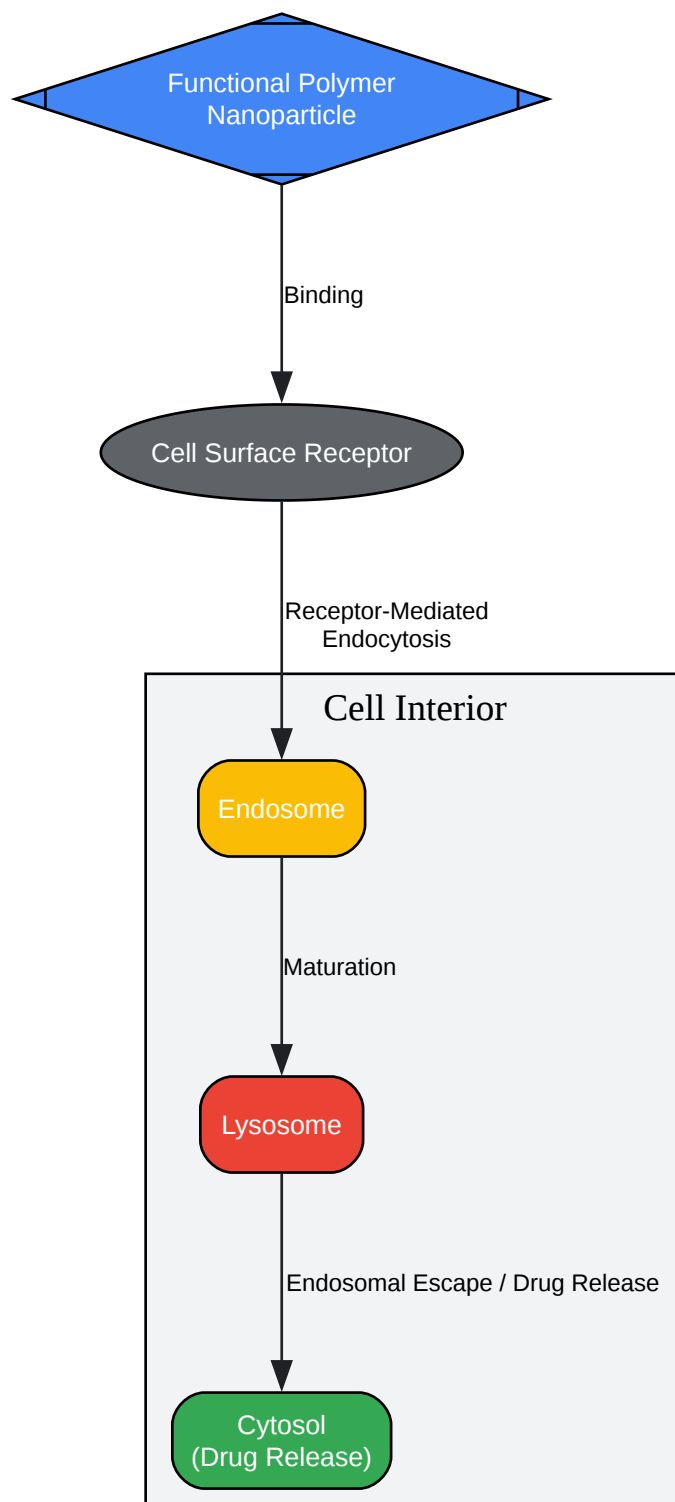 Functional Polymer
Nanoparticle
Binding
Cell Surface Receptor
Receptor-Mediated
Endocytosis
Cell Interior
Endosome
Maturation
Lysosome
Endosomal Escape / Drug Release
Cytosol
(Drug Release)